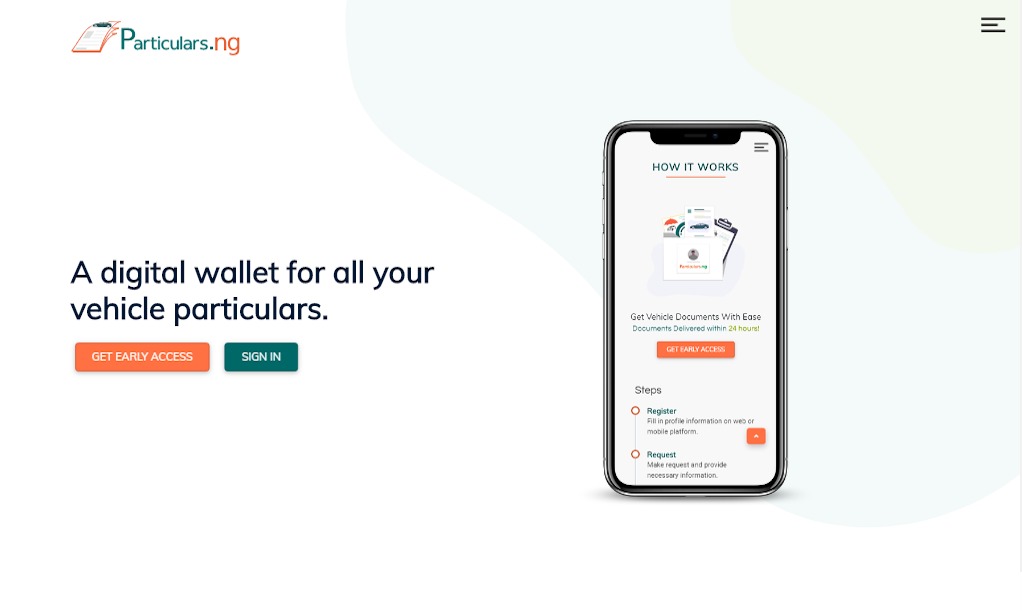 Particulars.ng
A digital wallet for all your
vehicle particulars.
GET EARLY ACCESS
SIGN IN
HOW IT WORKS
Particulars.ng
Get Vehicle Documents With Ease
Documents Delivered within 24 hours!
GET EARLY ACCESS
Steps
Register
Fill in profile information on web or
mobile platform.
Request
Make request and provide
necessary information.